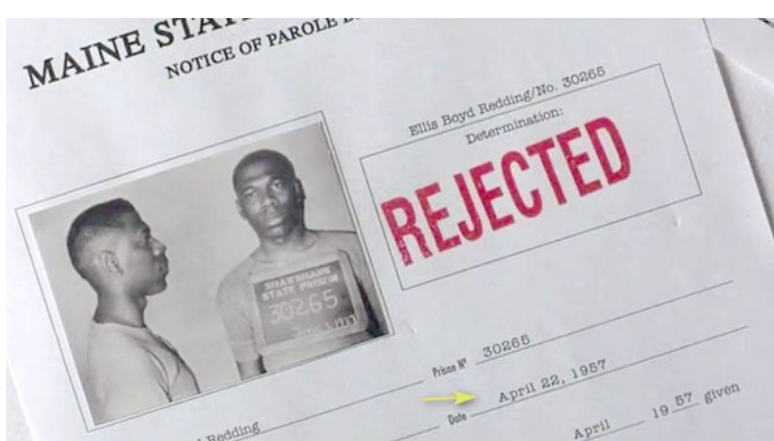 MAINE STAT
NOTICE OF PAROLE
Ellis Boyd Redding/No. 30265
Determination:
REJECTED
SHAWSHANK
STATE PRISON
30265
Prison Nº 30265
Date April 22, 1957
Redding
April 19 57 given